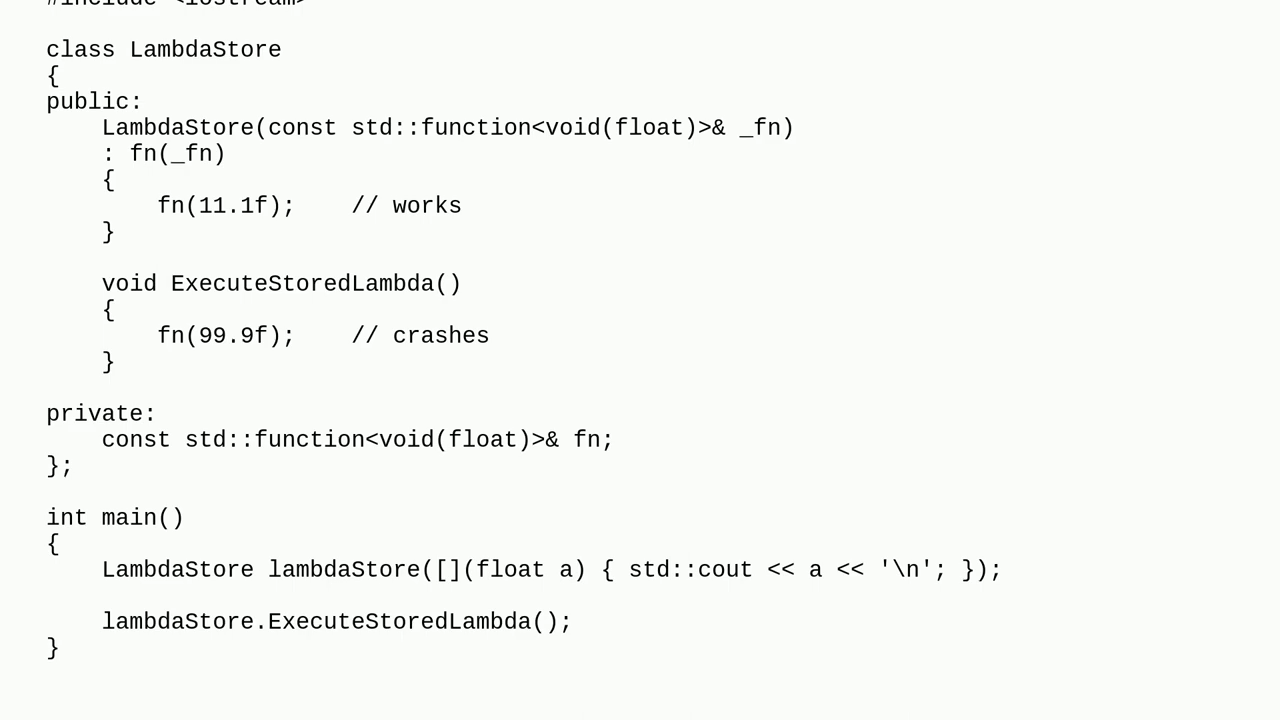 #include <iostream>
class LambdaStore
{
public:
    LambdaStore(const std::function<void(float)>& _fn)
    : fn(_fn)
    {
        fn(11.1f);    // works
    }
    void ExecuteStoredLambda()
    {
        fn(99.9f);    // crashes
    }
private:
    const std::function<void(float)>& fn;
};
int main()
{
    LambdaStore lambdaStore([](float a) { std::cout << a << '\n'; });
    lambdaStore.ExecuteStoredLambda();
}